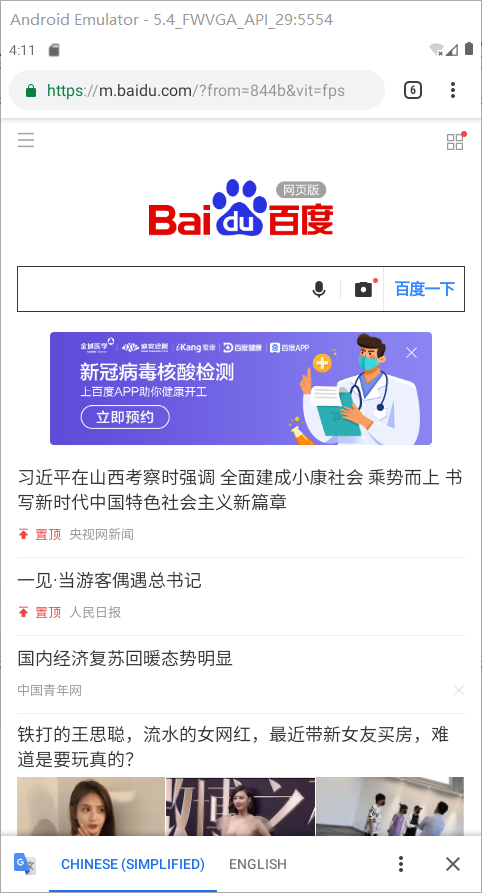 Android Emulator - 5.4_FWVGA_API_29:5554
4:11
https://m.baidu.com/?from=844b&vit=fps
6
网页版
Bai du 百度
百度一下
金域医学 迪安诊断 iKang爱康 百度健康 百度APP
新冠病毒核酸检测
上百度APP助你健康开工
立即预约
习近平在山西考察时强调 全面建成小康社会 乘势而上 书
写新时代中国特色社会主义新篇章
置顶 央视网新闻
一见·当游客偶遇总书记
置顶 人民日报
国内经济复苏回暖态势明显
中国青年网
铁打的王思聪，流水的女网红，最近带新女友买房，难
道是要玩真的？
微博之夜
G 文
CHINESE (SIMPLIFIED) ENGLISH